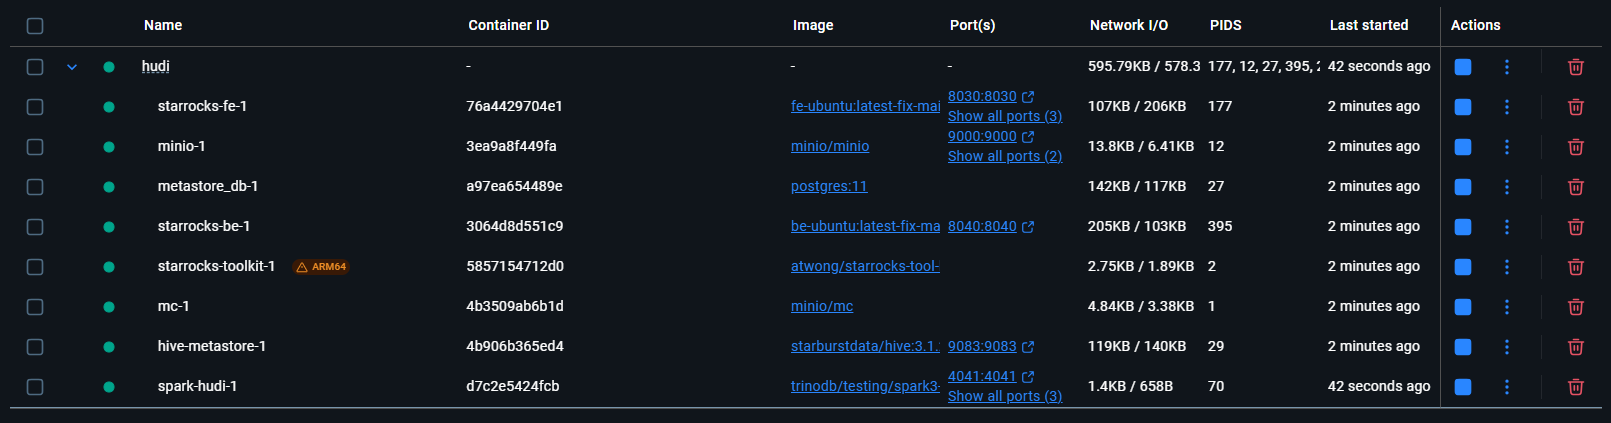 Name Container ID Image Port(s) Network I/O PIDS Last started Actions
hudi - - - 595.79KB / 578.3 177, 12, 27, 395, 2 42 seconds ago
starrocks-fe-1 76a4429704e1 fe-ubuntu:latest-fix-mai 8030:8030 107KB / 206KB 177 2 minutes ago
Show all ports (3)
minio-1 3ea9a8f449fa minio/minio 9000:9000 13.8KB / 6.41KB 12 2 minutes ago
Show all ports (2)
metastore_db-1 a97ea654489e postgres:11 142KB / 117KB 27 2 minutes ago
starrocks-be-1 3064d8d551c9 be-ubuntu:latest-fix-ma 8040:8040 205KB / 103KB 395 2 minutes ago
starrocks-toolkit-1 ARM64 5857154712d0 atwong/starrocks-tool- 2.75KB / 1.89KB 2 2 minutes ago
mc-1 4b3509ab6b1d minio/mc 4.84KB / 3.38KB 1 2 minutes ago
hive-metastore-1 4b906b365ed4 starburstdata/hive:3.1. 9083:9083 119KB / 140KB 29 2 minutes ago
spark-hudi-1 d7c2e5424fcb trinodb/testing/spark3- 4041:4041 1.4KB / 658B 70 42 seconds ago
Show all ports (3)